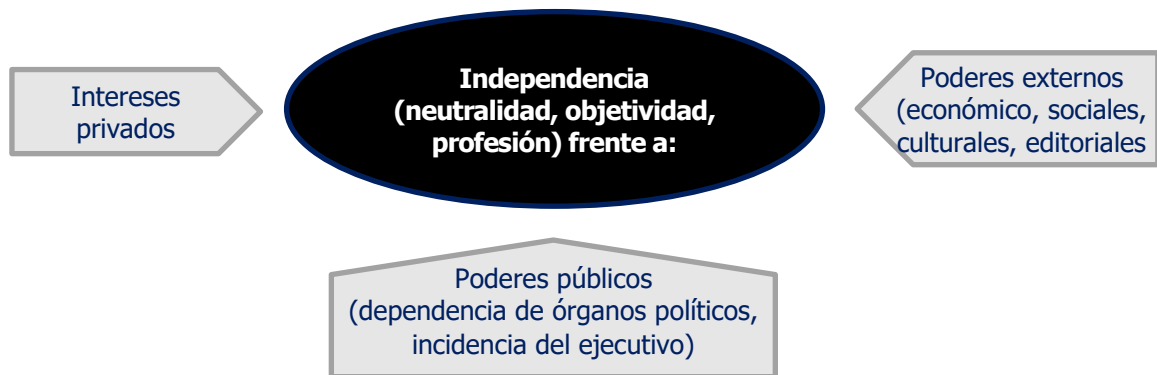 Independencia
(neutralidad, objetividad,
profesión) frente a:
Intereses
privados
Poderes externos
(económico, sociales,
culturales, editoriales
Poderes públicos
(dependencia de órganos políticos,
incidencia del ejecutivo)